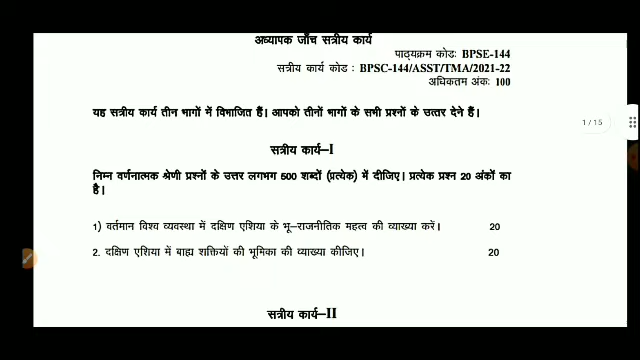 अध्यापक जाँच सत्रीय कार्य
पाठ्यक्रम कोडः BPSE-144
सत्रीय कार्य कोड : BPSC-144/ASST/TMA/2021-22
अधिकतम अंकः 100
यह सत्रीय कार्य तीन भागों में विभाजित हैं। आपको तीनों भागों के सभी प्रश्नों के उत्तर देने हैं।
1 / 15
सत्रीय कार्य–I
निम्न वर्णनात्मक श्रेणी प्रश्नों के उत्तर लगभग 500 शब्दों (प्रत्येक) में दीजिए। प्रत्येक प्रश्न 20 अंकों का
है।
1) वर्तमान विश्व व्यवस्था में दक्षिण एशिया के भू–राजनीतिक महत्व की व्याख्या करें। 20
2. दक्षिण एशिया में बाह्य शक्तियों की भूमिका की व्याख्या कीजिए। 20
सत्रीय कार्य–II